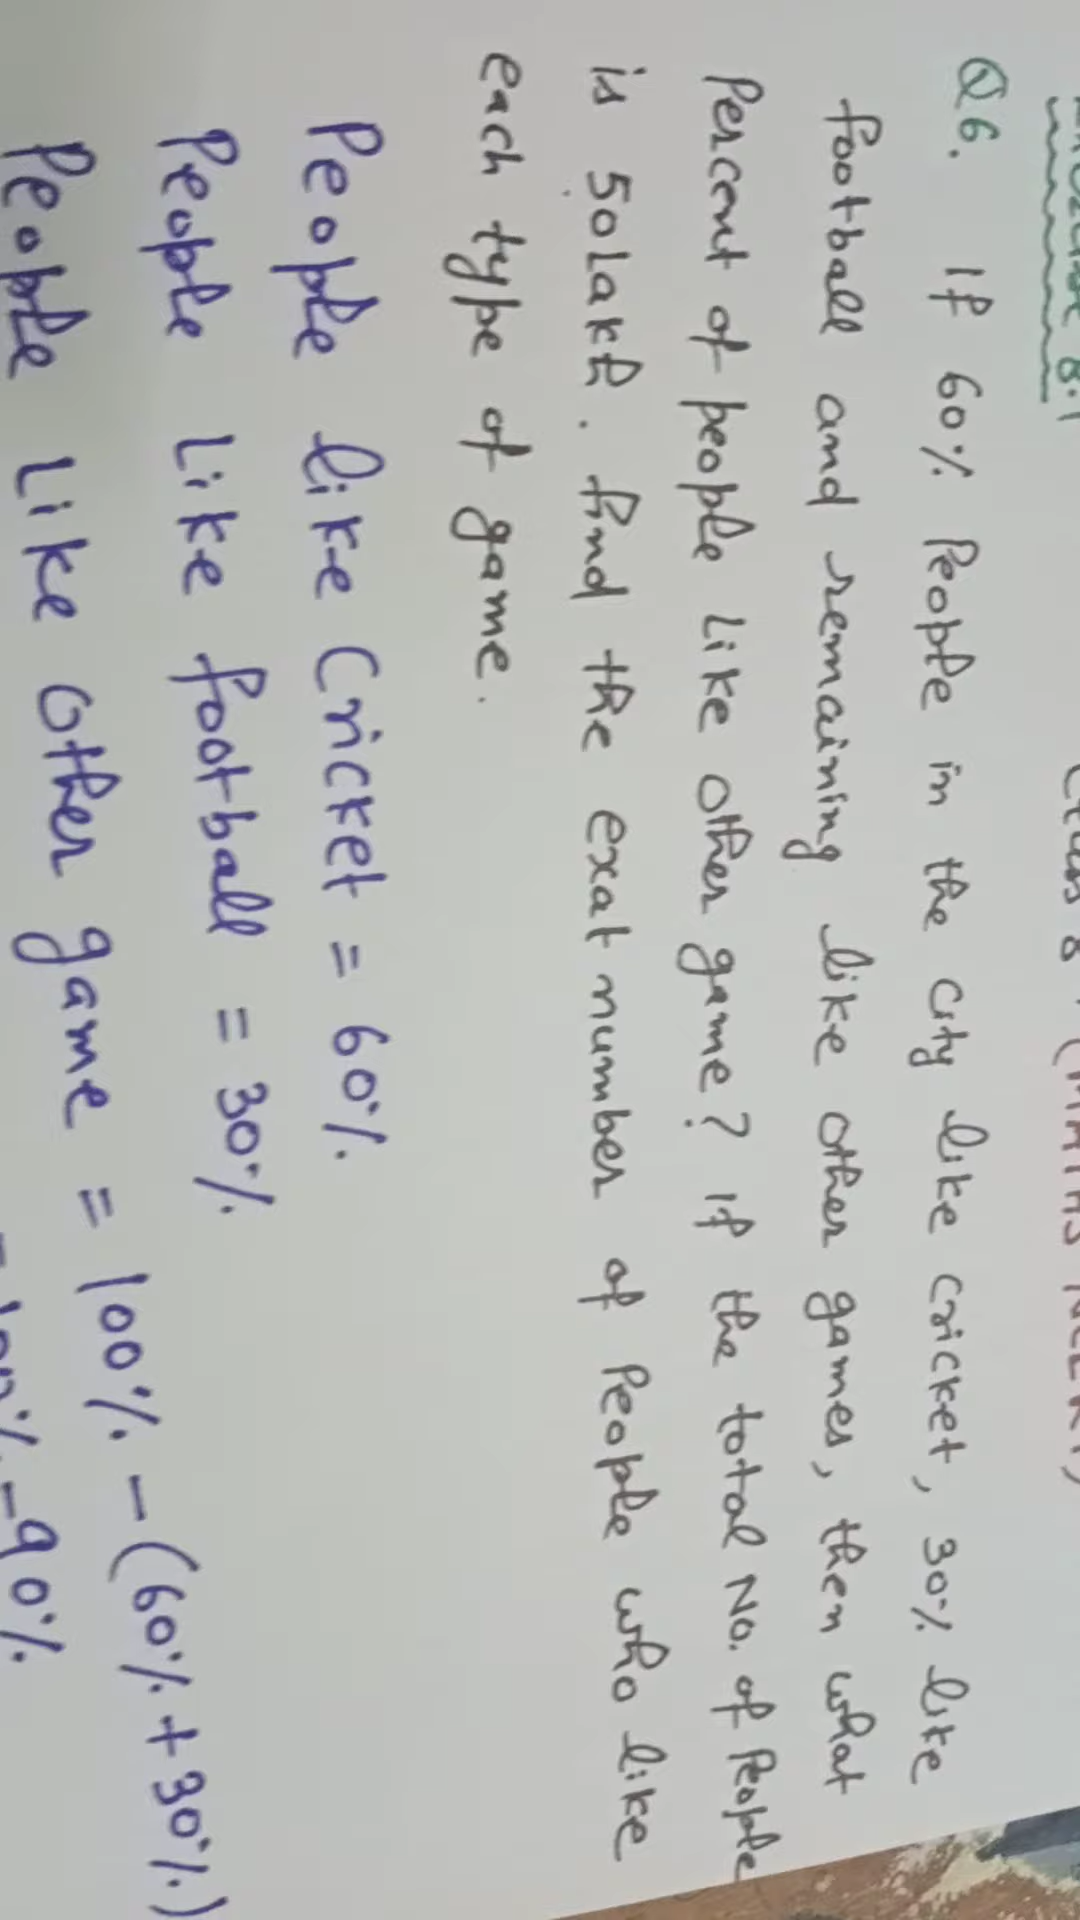 8.1
Q6. If 60% People in the city like cricket, 30% like
football and remaining like other games, then what
Percent of people like other game? If the total No. of People
is 50lakh. find the exat number of People who like
each type of game.
People like Cricket = 60%.
People like football = 30%
People like other game = 100% - (60% + 30%)
- 90%